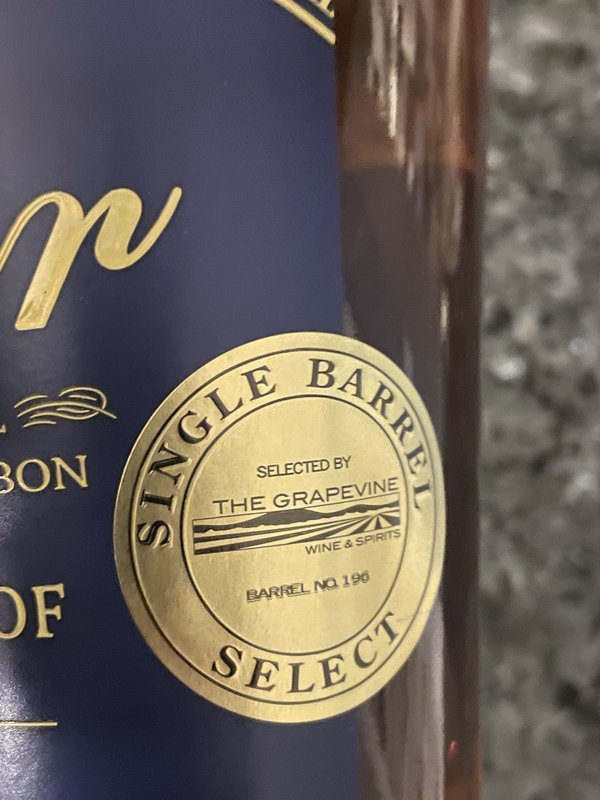 r
BON
OF
SINGLE BARREL
SELECTED BY
THE GRAPEVINE
WINE & SPIRITS
BARREL NO. 196
SELECT